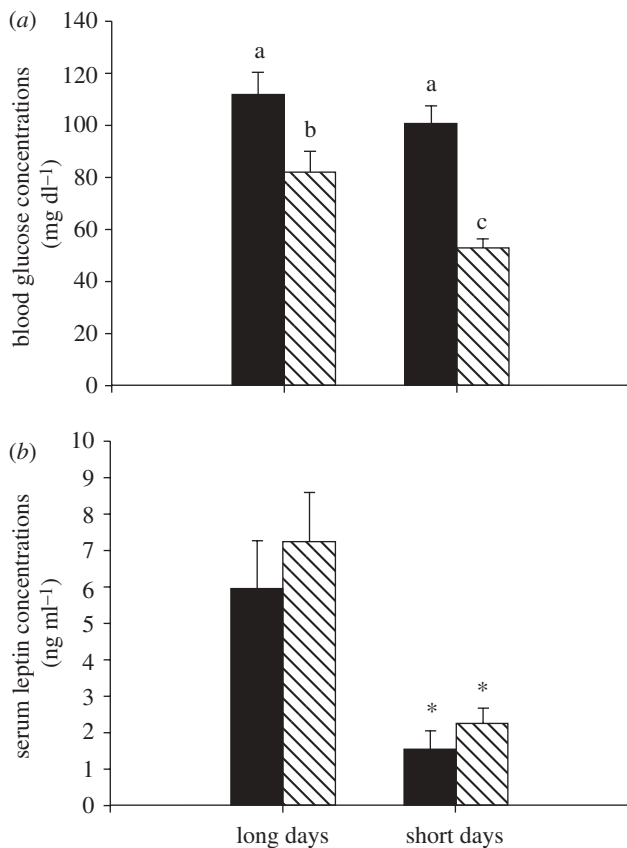 (a)
140
120
100
80
60
40
20
0
blood glucose concentrations
(mg dl⁻¹)
a
b
a
c
(b)
10
9
8
7
6
5
4
3
2
1
0
serum leptin concentrations
(ng ml⁻¹)
*
*
long days
short days